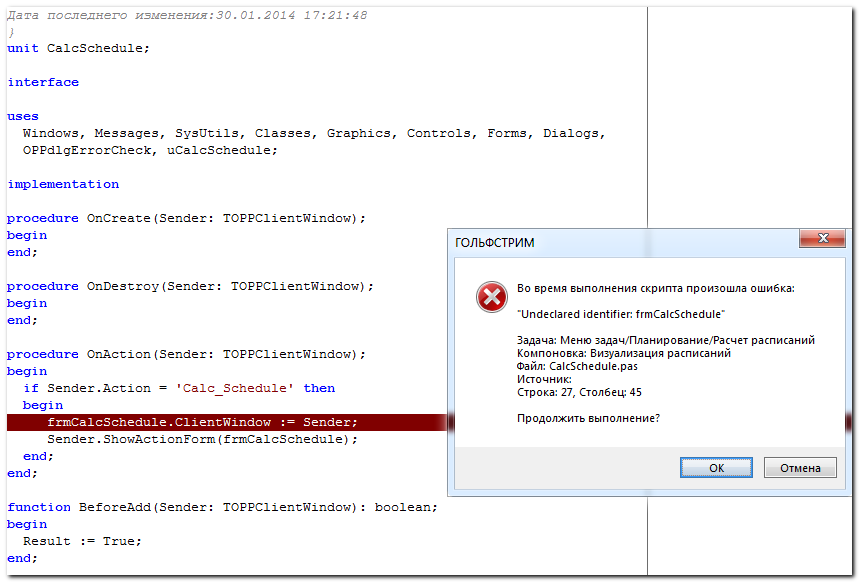 Дата последнего изменения:30.01.2014 17:21:48
}
unit CalcSchedule;
interface
uses
Windows, Messages, SysUtils, Classes, Graphics, Controls, Forms, Dialogs,
OPPdlgErrorCheck, uCalcSchedule;
implementation
procedure OnCreate(Sender: TOPPClientWindow);
begin
end;
procedure OnDestroy(Sender: TOPPClientWindow);
begin
end;
procedure OnAction(Sender: TOPPClientWindow);
begin
if Sender.Action = 'Calc_Schedule' then
begin
frmCalcSchedule.ClientWindow := Sender;
Sender.ShowActionForm(frmCalcSchedule);
end;
end;
function BeforeAdd(Sender: TOPPClientWindow): boolean;
begin
Result := True;
end;
ГОЛЬФСТРИМ
Во время выполнения скрипта произошла ошибка:
"Undeclared identifier: frmCalcSchedule"
Задача: Меню задач/Планирование/Расчет расписаний
Компоновка: Визуализация расписаний
Файл: CalcSchedule.pas
Источник:
Строка: 27, Столбец: 45
Продолжить выполнение?
ОК
Отмена